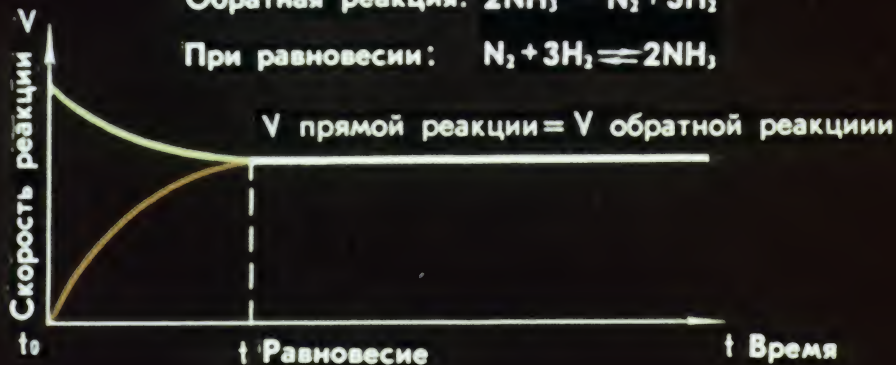 Обратная реакция: 2NH₃ N₂+3H₂
При равновесии: N₂+3H₂⇌2NH₃
V
Скорость реакции
V прямой реакции = V обратной реакциии
t₀
t Равновесие
t Время